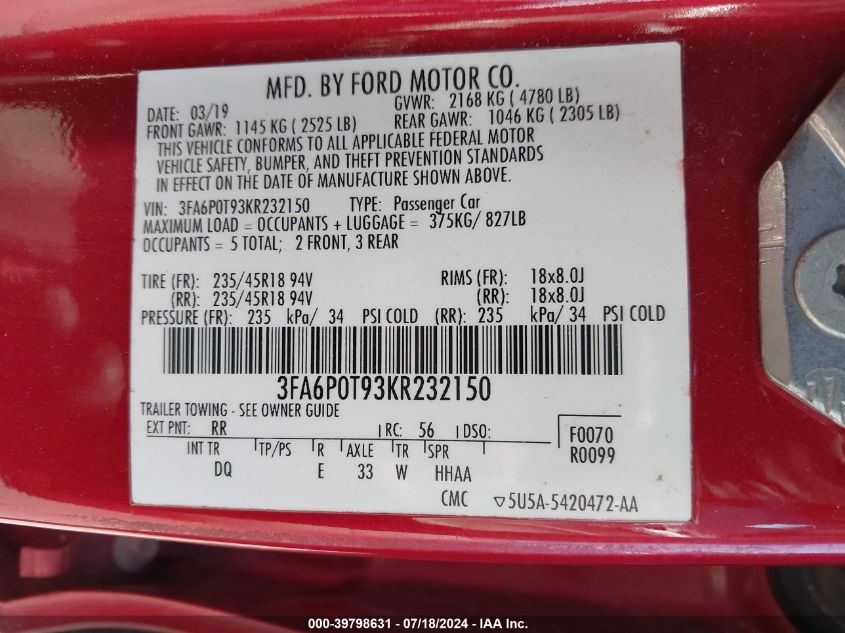 MFD. BY FORD MOTOR CO.
DATE: 03/19 GVWR: 2168 KG ( 4780 LB)
FRONT GAWR: 1145 KG ( 2525 LB) REAR GAWR: 1046 KG ( 2305 LB)
THIS VEHICLE CONFORMS TO ALL APPLICABLE FEDERAL MOTOR
VEHICLE SAFETY, BUMPER, AND THEFT PREVENTION STANDARDS
IN EFFECT ON THE DATE OF MANUFACTURE SHOWN ABOVE.
VIN: 3FA6P0T93KR232150 TYPE: Passenger Car
MAXIMUM LOAD = OCCUPANTS + LUGGAGE = 375KG/ 827LB
OCCUPANTS = 5 TOTAL; 2 FRONT, 3 REAR
TIRE (FR): 235/45R18 94V RIMS (FR): 18x8.0J
(RR): 235/45R18 94V (RR): 18x8.0J
PRESSURE (FR): 235 kPa/ 34 PSI COLD (RR): 235 kPa/ 34 PSI COLD
3FA6P0T93KR232150
TRAILER TOWING - SEE OWNER GUIDE
EXT PNT: RR RC: 56 DSO: F0070
INT TR TP/PS R AXLE TR SPR R0099
DQ E 33 W HHAA
CMC ▽5U5A-5420472-AA
000-39798631 / 07/18/2024 - IAA Inc.